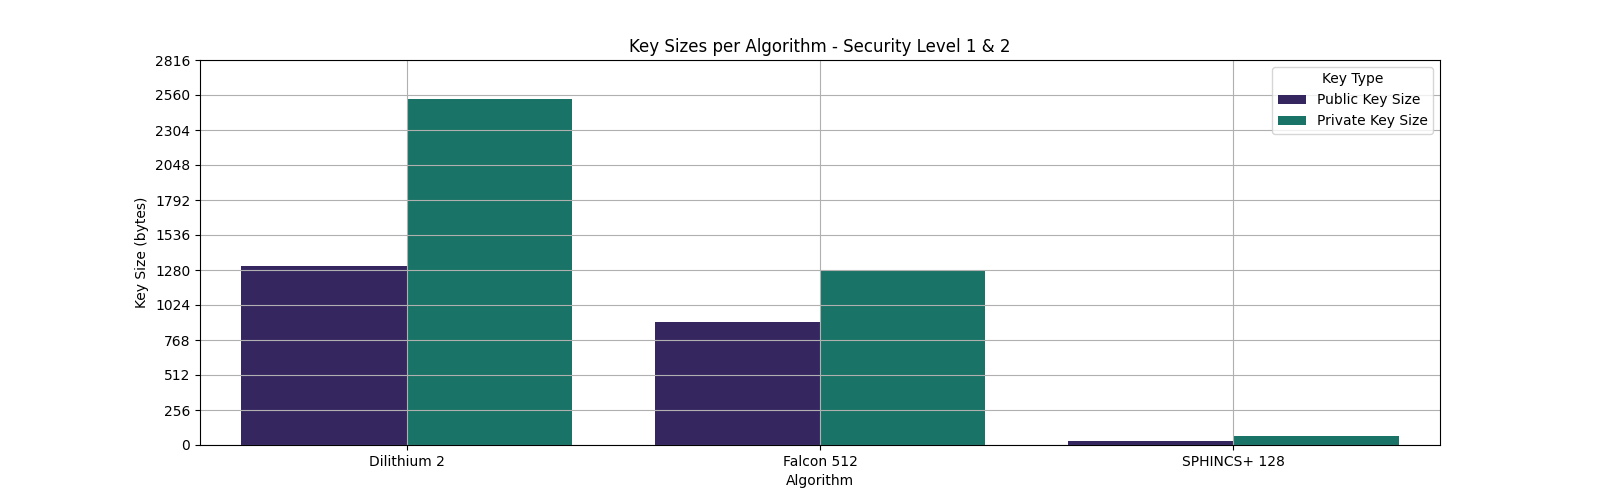 Key Sizes per Algorithm - Security Level 1 & 2
Key Type
Public Key Size
Private Key Size
Key Size (bytes)
2816
2560
2304
2048
1792
1536
1280
1024
768
512
256
0
Dilithium 2
Falcon 512
SPHINCS+ 128
Algorithm